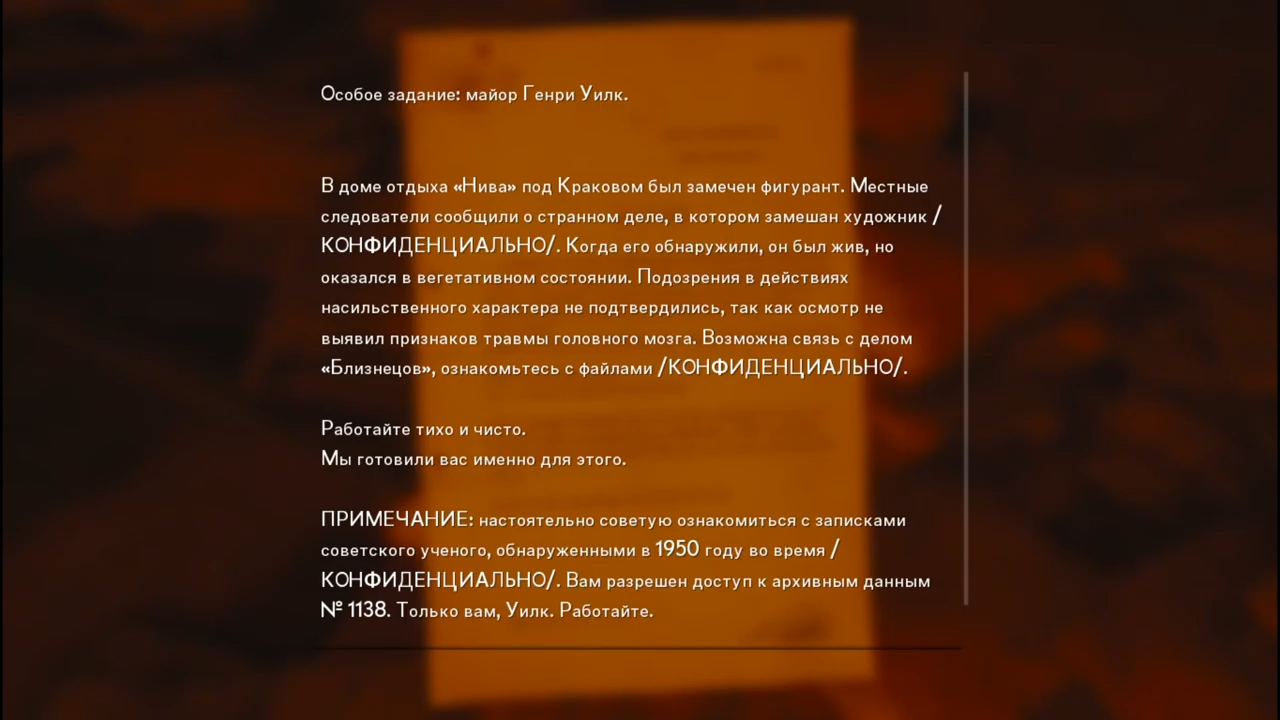 Особое задание: майор Генри Уилк.
В доме отдыха «Нива» под Краковом был замечен фигурант. Местные
следователи сообщили о странном деле, в котором замешан художник /
КОНФИДЕНЦИАЛЬНО/. Когда его обнаружили, он был жив, но
оказался в вегетативном состоянии. Подозрения в действиях
насильственного характера не подтвердились, так как осмотр не
выявил признаков травмы головного мозга. Возможна связь с делом
«Близнецов», ознакомьтесь с файлами /КОНФИДЕНЦИАЛЬНО/.
Работайте тихо и чисто.
Мы готовили вас именно для этого.
ПРИМЕЧАНИЕ: настоятельно советую ознакомиться с записками
советского ученого, обнаруженными в 1950 году во время /
КОНФИДЕНЦИАЛЬНО/. Вам разрешен доступ к архивным данным
№ 1138. Только вам, Уилк. Работайте.